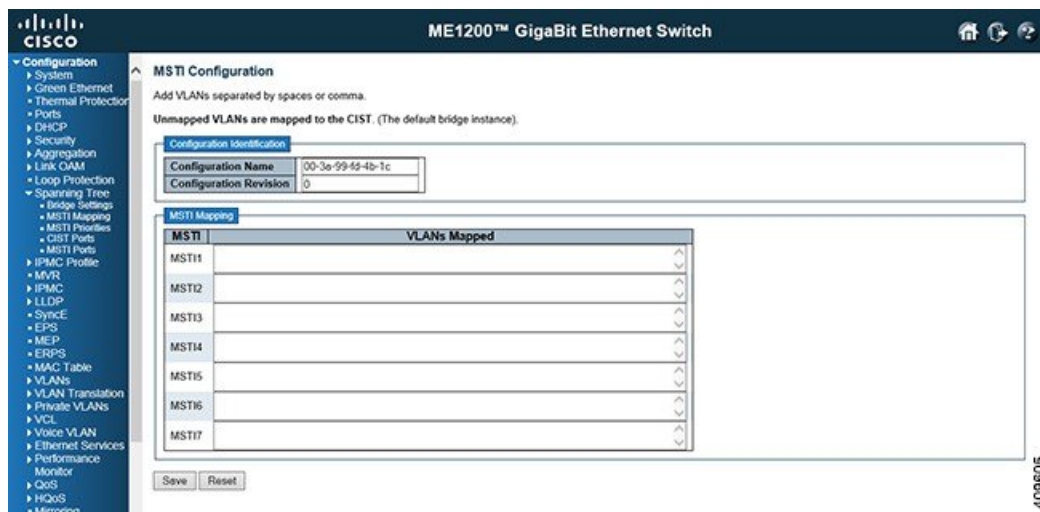 CISCO
ME1200™ GigaBit Ethernet Switch
Configuration
System
Green Ethernet
Thermal Protection
Ports
DHCP
Security
Aggregation
Link OAM
Loop Protection
Spanning Tree
Bridge Settings
MSTI Mapping
MSTI Priorities
CIST Ports
MSTI Ports
IPMC Profile
MVR
IPMC
LLDP
SyncE
EPS
MEP
ERPS
MAC Table
VLANs
VLAN Translation
Private VLANs
VCL
Voice VLAN
Ethernet Services
Performance
Monitor
QoS
HQoS
Mirroring
MSTI Configuration
Add VLANs separated by spaces or comma.
Unmapped VLANs are mapped to the CIST. (The default bridge instance).
Configuration Identification
Configuration Name 00-3a-99-fd-4b-1c
Configuration Revision 0
MSTI Mapping
MSTI VLANs Mapped
MSTI1
MSTI2
MSTI3
MSTI4
MSTI5
MSTI6
MSTI7
Save Reset
409605